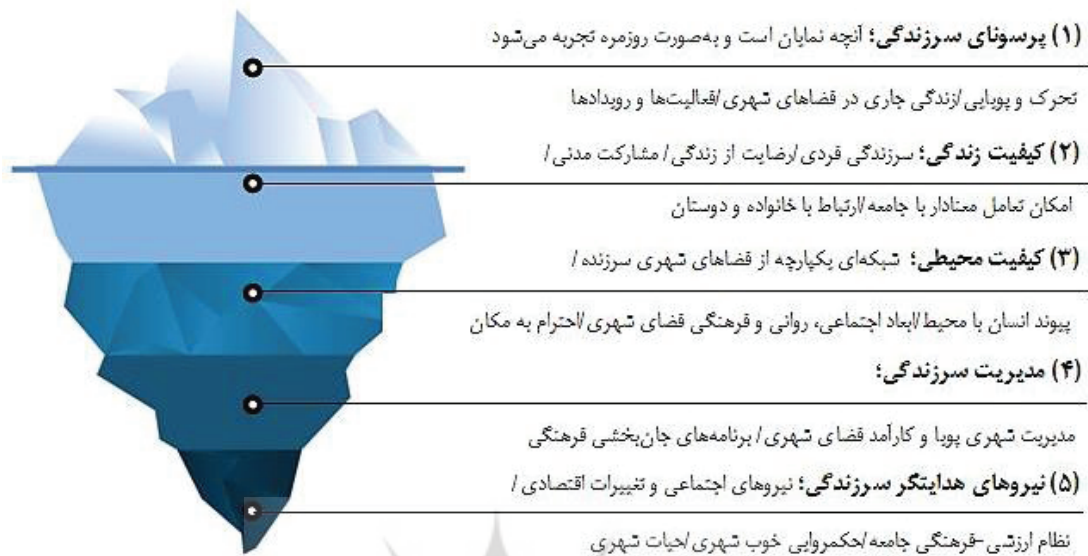 (۱) پرسونای سرزندگی؛ آنچه نمایان است و به‌صورت روزمره تجربه می‌شود
تحرک و پویایی/زندگی جاری در فضاهای شهری/فعالیت‌ها و رویدادها
(۲) کیفیت زندگی؛ سرزندگی فردی/رضایت از زندگی/ مشارکت مدنی/
امکان تعامل معنادار با جامعه/ارتباط با خانواده و دوستان
(۳) کیفیت محیطی؛ شبکه‌ای یکپارچه از فضاهای شهری سرزنده/
پیوند انسان با محیط/ابعاد اجتماعی، روانی و فرهنگی فضای شهری/احترام به مکان
(۴) مدیریت سرزندگی؛
مدیریت شهری پویا و کارآمد فضای شهری/ برنامه‌های جان‌بخشی فرهنگی
(۵) نیروهای هدایتگر سرزندگی؛ نیروهای اجتماعی و تغییرات اقتصادی/
نظام ارزشی-فرهنگی جامعه/حکمروایی خوب شهری/حیات شهری